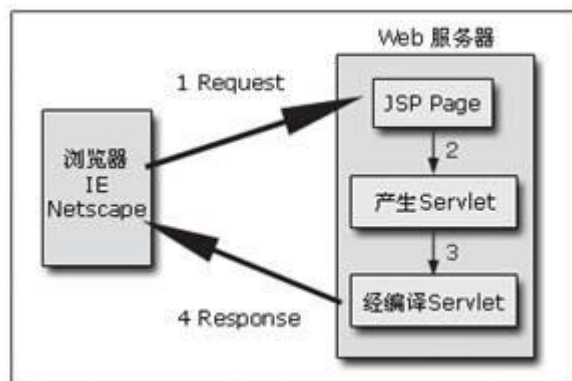 Web 服务器
1 Request
JSP Page
2
浏览器
IE
Netscape
产生Servlet
3
经编译Servlet
4 Response